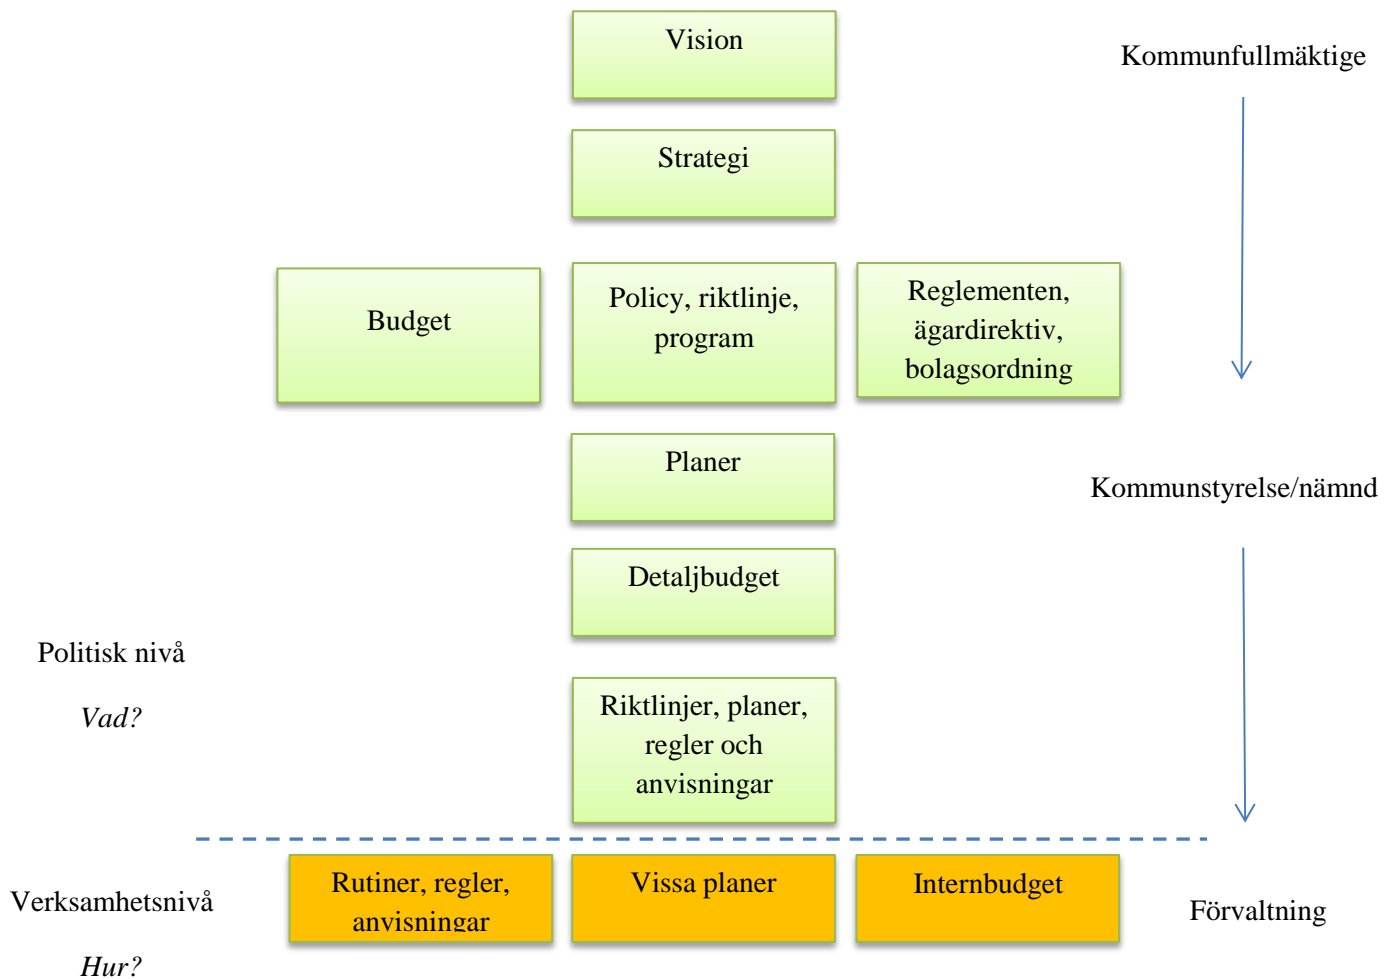 Vision
Kommunfullmäktige
Strategi
Budget
Policy, riktlinje,
program
Reglementen,
ägardirektiv,
bolagsordning
Planer
Kommunstyrelse/nämnd
Detaljbudget
Politisk nivå
Vad?
Riktlinjer, planer,
regler och
anvisningar
Verksamhetsnivå
Hur?
Rutiner, regler,
anvisningar
Vissa planer
Internbudget
Förvaltning